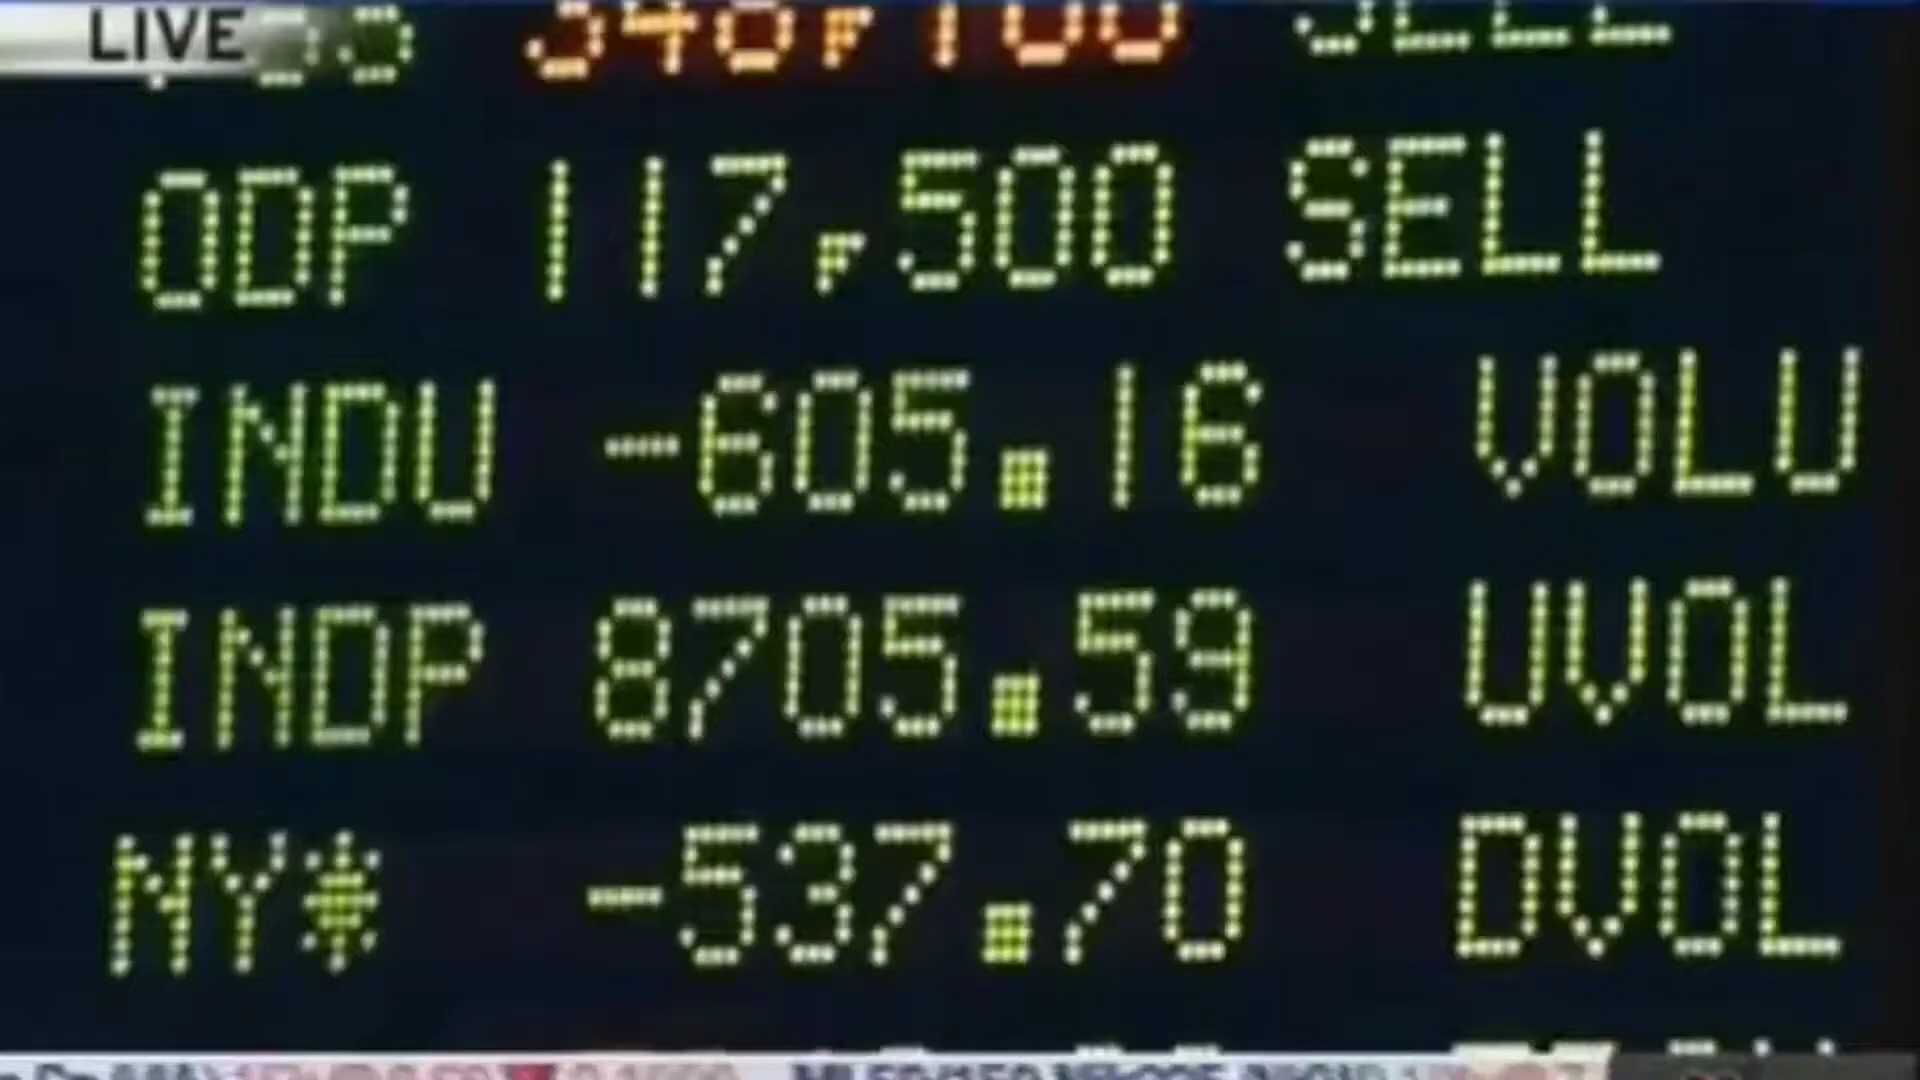 LIVE
ODP 117,500 SELL
INDU -605.16 VOLU
INDP 8705.59 UVOL
NY* -537.70 DVOL